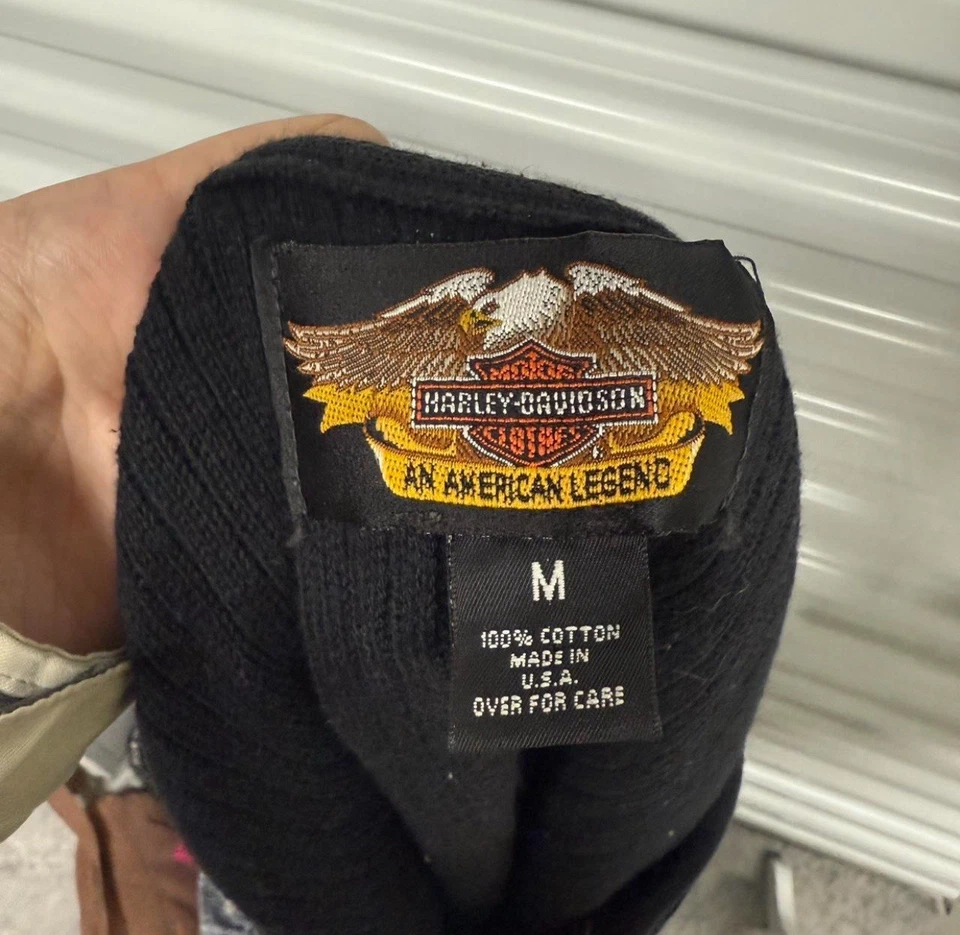 MOTOR
HARLEY-DAVIDSON
CYCLES
AN AMERICAN LEGEND
M
100% COTTON
MADE IN
U.S.A.
OVER FOR CARE